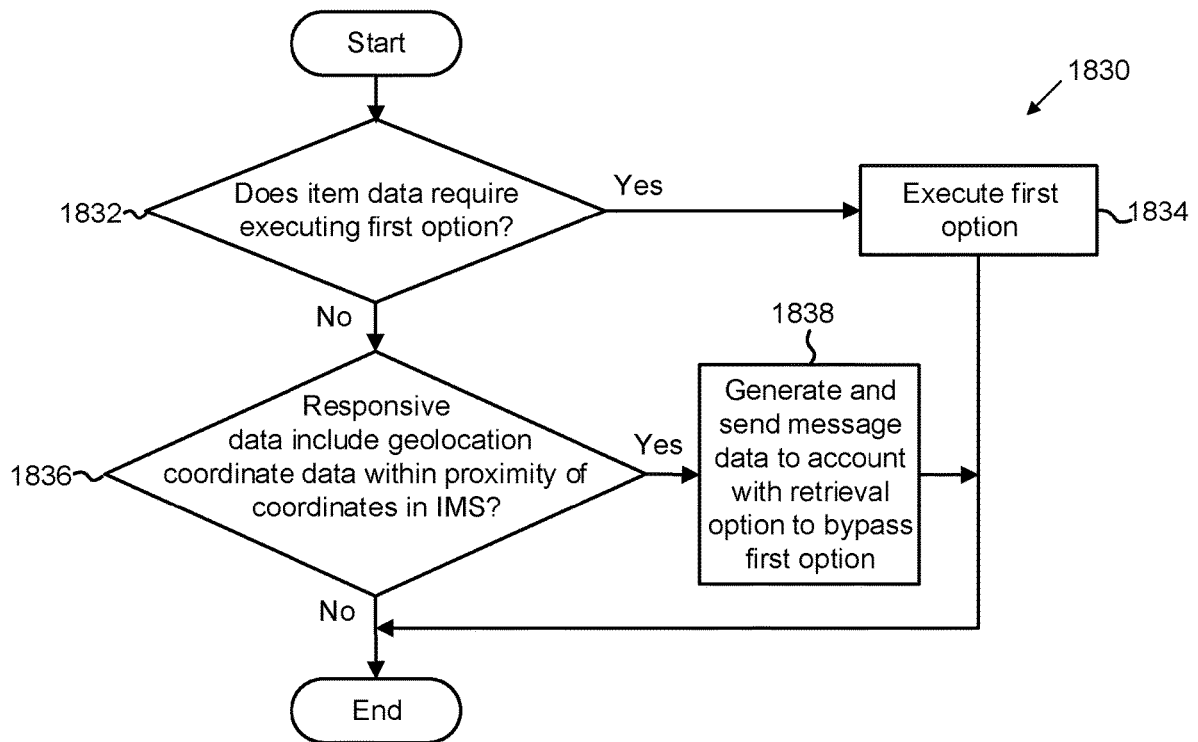 Start
1830
Does item data require
executing first option?
1832
Yes
Execute first
option
1834
No
1838
Responsive
data include geolocation
coordinate data within proximity of
coordinates in IMS?
1836
Yes
Generate and
send message
data to account
with retrieval
option to bypass
first option
No
End